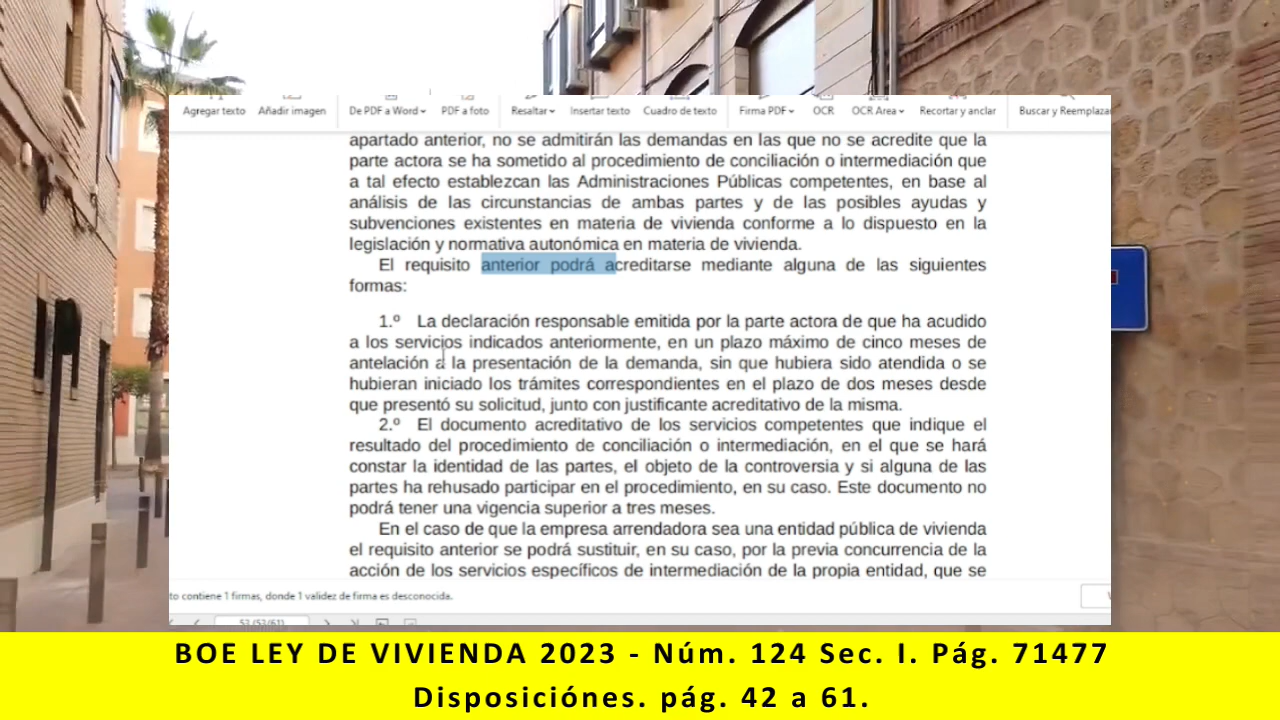 Agregar texto Añadir imagen De PDF a Word PDF a foto Resaltar Insertar texto Cuadro de texto Firma PDF OCR OCR Area Recortar y anclar Buscar y Reemplaza
apartado anterior, no se admitirán las demandas en las que no se acredite que la
parte actora se ha sometido al procedimiento de conciliación o intermediación que
a tal efecto establezcan las Administraciones Públicas competentes, en base al
análisis de las circunstancias de ambas partes y de las posibles ayudas y
subvenciones existentes en materia de vivienda conforme a lo dispuesto en la
legislación y normativa autonómica en materia de vivienda.
El requisito anterior podrá acreditarse mediante alguna de las siguientes
formas:
1.º La declaración responsable emitida por la parte actora de que ha acudido
a los servicios indicados anteriormente, en un plazo máximo de cinco meses de
antelación a la presentación de la demanda, sin que hubiera sido atendida o se
hubieran iniciado los trámites correspondientes en el plazo de dos meses desde
que presentó su solicitud, junto con justificante acreditativo de la misma.
2.º El documento acreditativo de los servicios competentes que indique el
resultado del procedimiento de conciliación o intermediación, en el que se hará
constar la identidad de las partes, el objeto de la controversia y si alguna de las
partes ha rehusado participar en el procedimiento, en su caso. Este documento no
podrá tener una vigencia superior a tres meses.
En el caso de que la empresa arrendadora sea una entidad pública de vivienda
el requisito anterior se podrá sustituir, en su caso, por la previa concurrencia de la
acción de los servicios específicos de intermediación de la propia entidad, que se
to contiene 1 firmas, donde 1 validez de firma es desconocida.
53 (53/61)
BOE LEY DE VIVIENDA 2023 - Núm. 124 Sec. I. Pág. 71477
Disposiciónes. pág. 42 a 61.